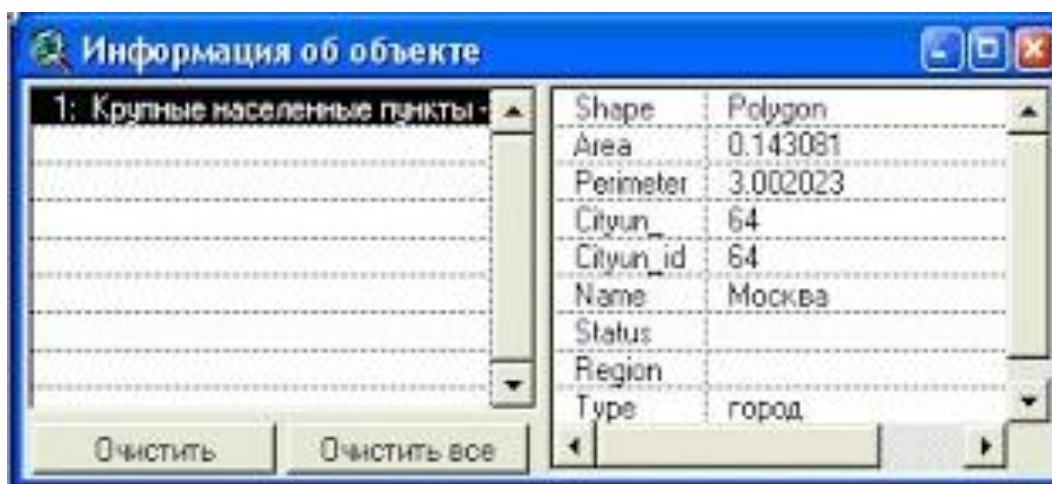 Информация об объекте
1: Крупные населенные пункты -
Shape Polygon
Area 0.143081
Perimeter 3.002023
Cityun_ 64
Cityun_id 64
Name Москва
Status
Region
Type город
Очистить Очистить все